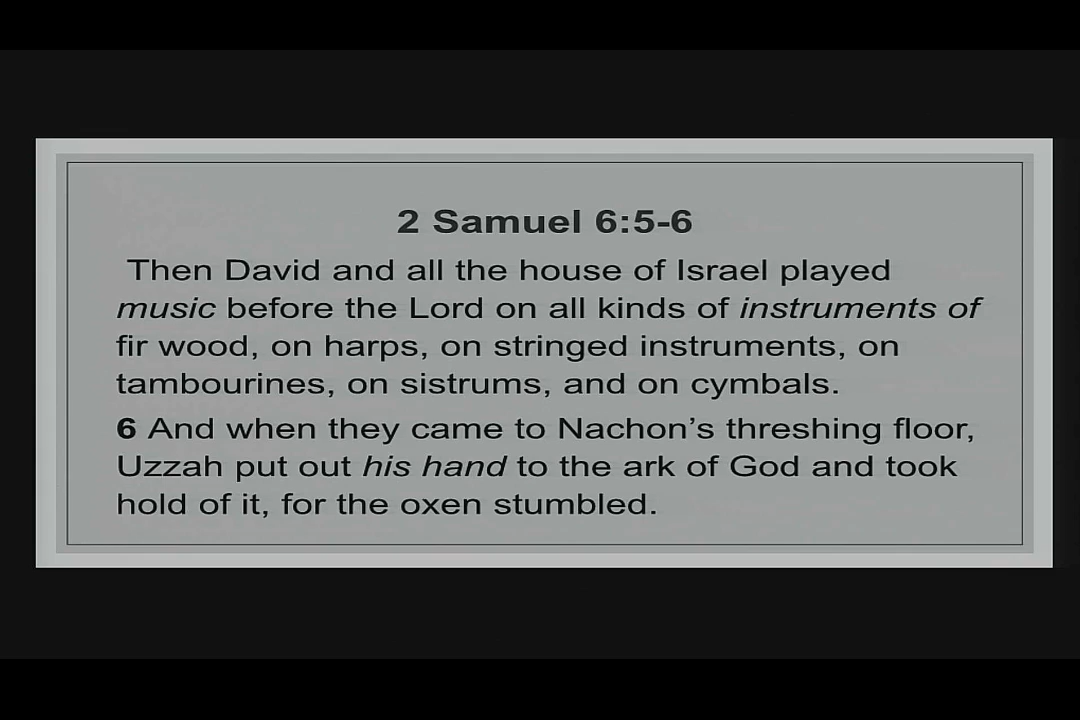 2 Samuel 6:5-6
Then David and all the house of Israel played
music before the Lord on all kinds of instruments of
fir wood, on harps, on stringed instruments, on
tambourines, on sistrums, and on cymbals.
6 And when they came to Nachon’s threshing floor,
Uzzah put out his hand to the ark of God and took
hold of it, for the oxen stumbled.